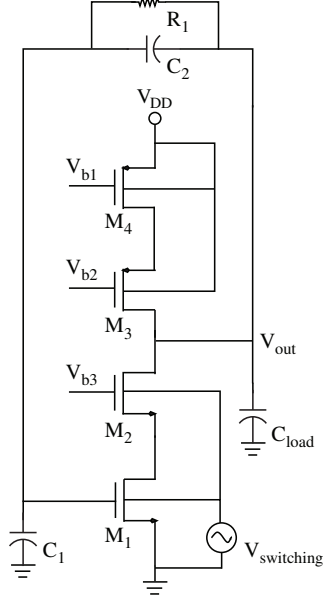 R1
C2
VDD
Vb1
M4
Vb2
M3
Vout
Vb3
M2
Cload
M1
C1
Vswitching